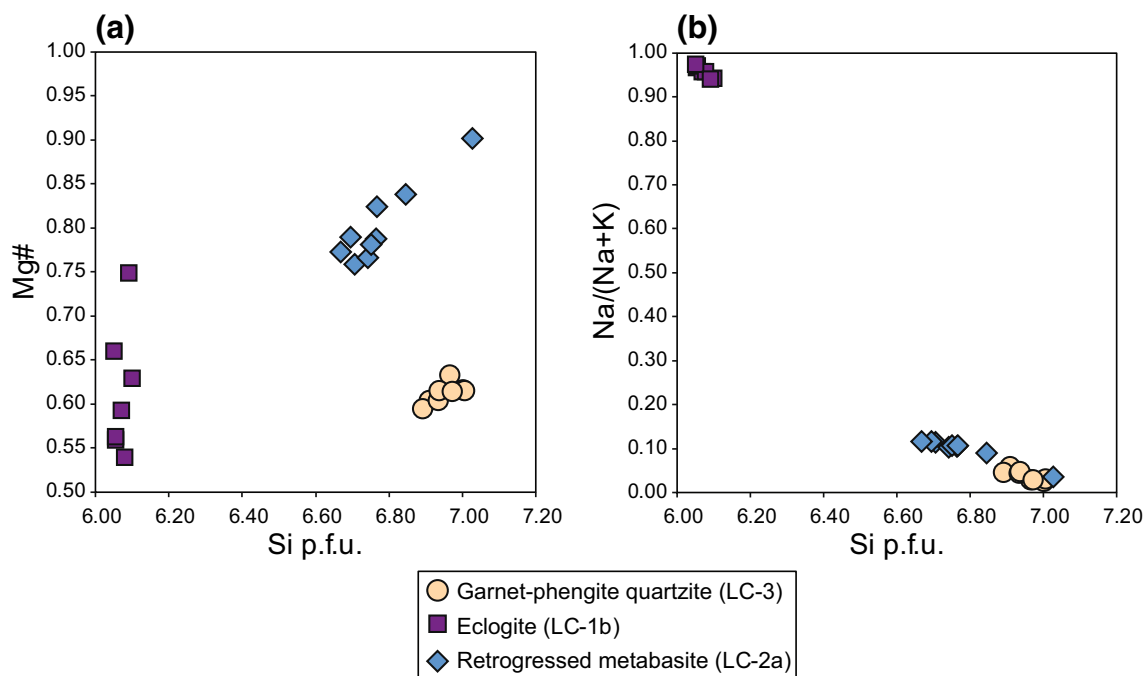 (a)
1.00
0.95
0.90
0.85
0.80
0.75
0.70
0.65
0.60
0.55
0.50
Mg#
6.00 6.20 6.40 6.60 6.80 7.00 7.20
Si p.f.u.
(b)
1.00
0.90
0.80
0.70
0.60
0.50
0.40
0.30
0.20
0.10
0.00
Na/(Na+K)
6.00 6.20 6.40 6.60 6.80 7.00 7.20
Si p.f.u.
Garnet-phengite quartzite (LC-3)
Eclogite (LC-1b)
Retrogressed metabasite (LC-2a)